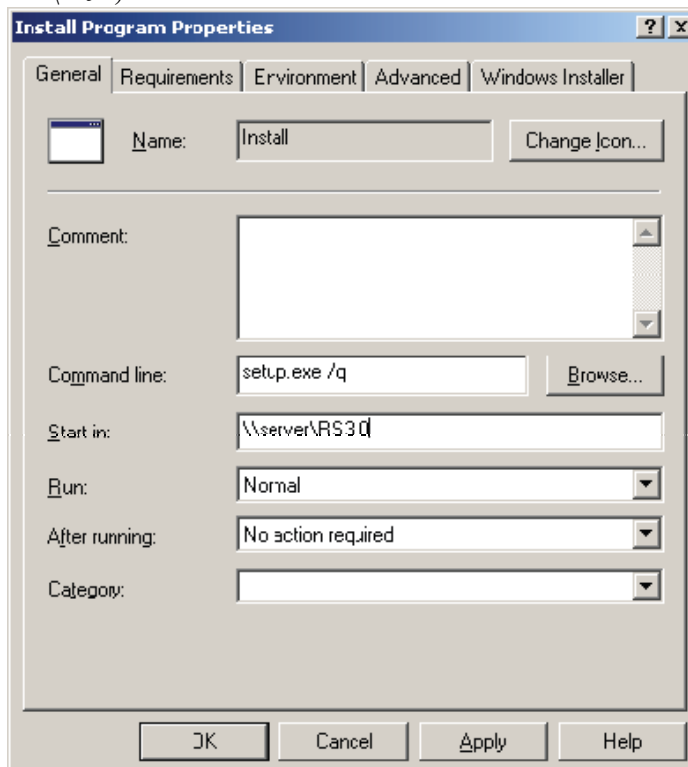 Install Program Properties
General Requirements Environment Advanced Windows Installer
Name: Install Change Icon...
Comment:
Command line: setup.exe /q Browse...
Start in: \\server\RS30
Run: Normal
After running: No action required
Category:
OK Cancel Apply Help